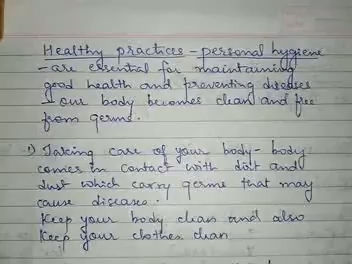 Healthy practices - personal hygiene
- are essential for maintaining
good health and preventing diseases
- our body becomes clean and free
from germs.
1) Taking care of your body - body
comes in contact with dirt and
dust which carry germs that may
cause diseases.
Keep your body clean and also
Keep your clothes clean